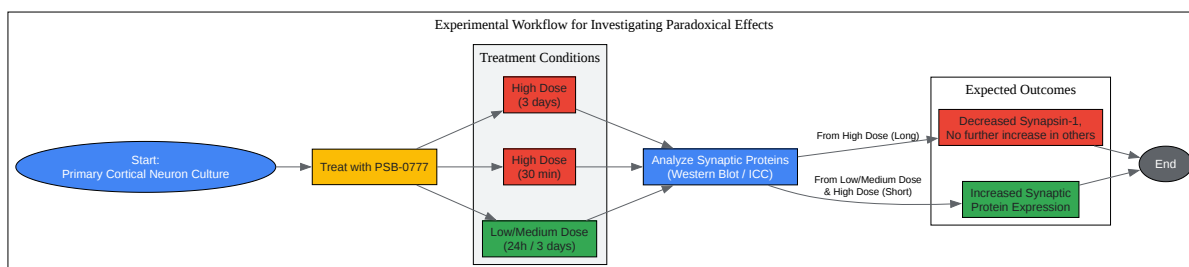 Experimental Workflow for Investigating Paradoxical Effects
Start:
Primary Cortical Neuron Culture
Treat with PSB-0777
Treatment Conditions
High Dose
(3 days)
High Dose
(30 min)
Low/Medium Dose
(24h / 3 days)
Analyze Synaptic Proteins
(Western Blot / ICC)
From High Dose (Long)
From Low/Medium Dose
& High Dose (Short)
Expected Outcomes
Decreased Synapsin-1,
No further increase in others
Increased Synaptic
Protein Expression
End